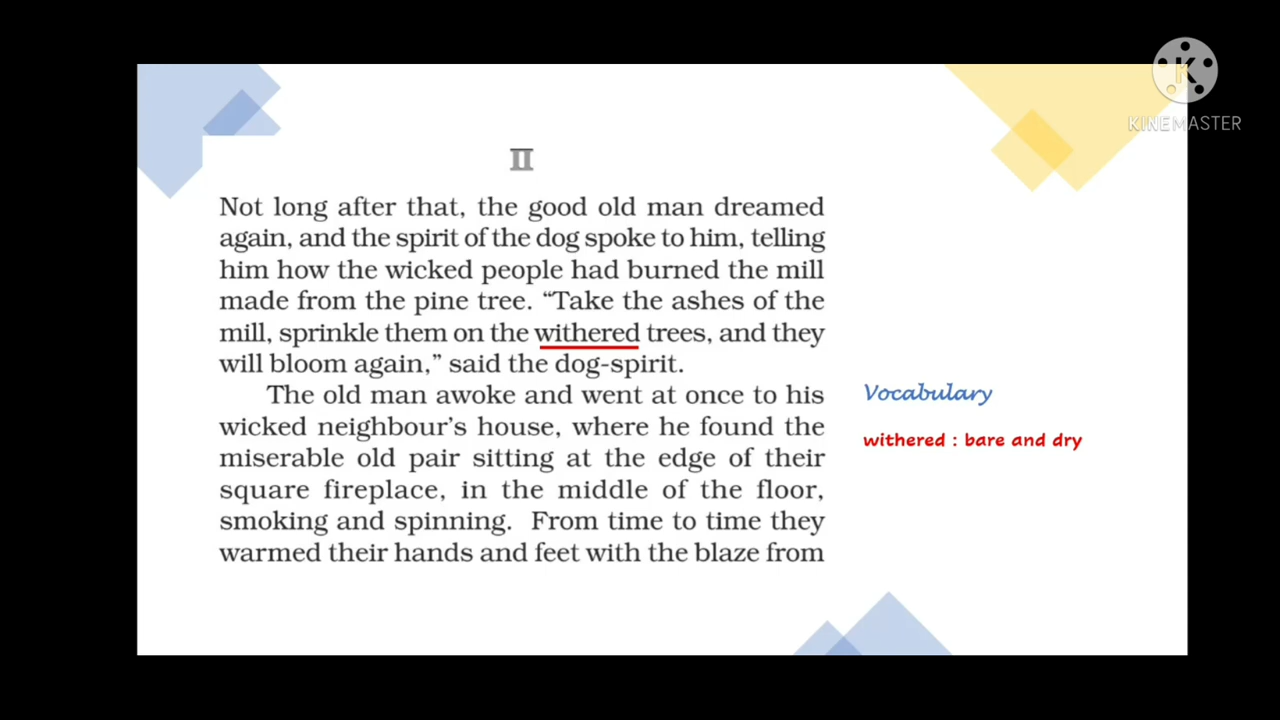 K
KINEMASTER
II
Not long after that, the good old man dreamed
again, and the spirit of the dog spoke to him, telling
him how the wicked people had burned the mill
made from the pine tree. “Take the ashes of the
mill, sprinkle them on the withered trees, and they
will bloom again,” said the dog-spirit.
The old man awoke and went at once to his
wicked neighbour’s house, where he found the
miserable old pair sitting at the edge of their
square fireplace, in the middle of the floor,
smoking and spinning. From time to time they
warmed their hands and feet with the blaze from
Vocabulary
withered : bare and dry